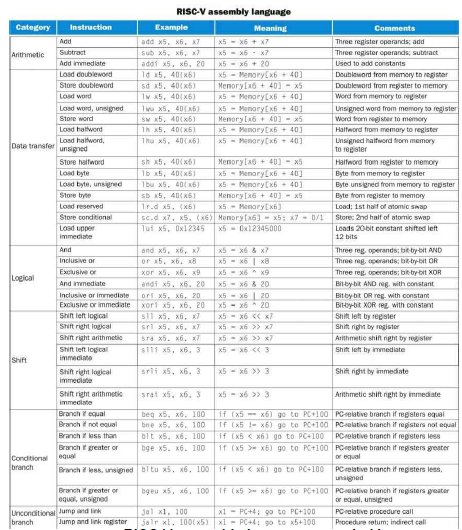 RISC-V assembly language
Category Instruction Example Meaning Comments
Arithmetic
Add add x5, x6, x7 x5 = x6 + x7 Three register operands; add
Subtract sub x5, x6, x7 x5 = x6 - x7 Three register operands; subtract
Add immediate addi x5, x6, 20 x5 = x6 + 20 Used to add constants
Data transfer
Load doubleword ld x5, 40(x6) x5 = Memory[x6 + 40] Doubleword from memory to register
Store doubleword sd x5, 40(x6) Memory[x6 + 40] = x5 Doubleword from register to memory
Load word lw x5, 40(x6) x5 = Memory[x6 + 40] Word from memory to register
Load word, unsigned lwu x5, 40(x6) x5 = Memory[x6 + 40] Unsigned word from memory to register
Store word sw x5, 40(x6) Memory[x6 + 40] = x5 Word from register to memory
Load halfword lh x5, 40(x6) x5 = Memory[x6 + 40] Halfword from memory to register
Load halfword, lhu x5, 40(x6) x5 = Memory[x6 + 40] Unsigned halfword from memory
unsigned to register
Store halfword sh x5, 40(x6) Memory[x6 + 40] = x5 Halfword from register to memory
Load byte lb x5, 40(x6) x5 = Memory[x6 + 40] Byte from memory to register
Load byte, unsigned lbu x5, 40(x6) x5 = Memory[x6 + 40] Byte unsigned from memory to register
Store byte sb x5, 40(x6) Memory[x6 + 40] = x5 Byte from register to memory
Load reserved lr.d x5, (x6) x5 = Memory[x6] Load; 1st half of atomic swap
Store conditional sc.d x7, x5, (x6) Memory[x6] = x5; x7 = 0/1 Store; 2nd half of atomic swap
Load upper lui x5, 0x12345 x5 = 0x12345000 Loads 20-bit constant shifted left
immediate 12 bits
Logical
And and x5, x6, x7 x5 = x6 & x7 Three reg. operands; bit-by-bit AND
Inclusive or or x5, x6, x8 x5 = x6 | x8 Three reg. operands; bit-by-bit OR
Exclusive or xor x5, x6, x9 x5 = x6 ^ x9 Three reg. operands; bit-by-bit XOR
And immediate andi x5, x6, 20 x5 = x6 & 20 Bit-by-bit AND reg. with constant
Inclusive or immediate ori x5, x6, 20 x5 = x6 | 20 Bit-by-bit OR reg. with constant
Exclusive or immediate xori x5, x6, 20 x5 = x6 ^ 20 Bit-by-bit XOR reg. with constant
Shift
Shift left logical sll x5, x6, x7 x5 = x6 << x7 Shift left by register
Shift right logical srl x5, x6, x7 x5 = x6 >> x7 Shift right by register
Shift right arithmetic sra x5, x6, x7 x5 = x6 >> x7 Arithmetic shift right by register
Shift left logical slli x5, x6, 3 x5 = x6 << 3 Shift left by immediate
immediate
Shift right logical srli x5, x6, 3 x5 = x6 >> 3 Shift right by immediate
immediate
Shift right arithmetic srai x5, x6, 3 x5 = x6 >> 3 Arithmetic shift right by immediate
immediate
Conditional
branch
Branch if equal beq x5, x6, 100 if (x5 == x6) go to PC+100 PC-relative branch if registers equal
Branch if not equal bne x5, x6, 100 if (x5 != x6) go to PC+100 PC-relative branch if registers not equal
Branch if less than blt x5, x6, 100 if (x5 < x6) go to PC+100 PC-relative branch if registers less
Branch if greater or bge x5, x6, 100 if (x5 >= x6) go to PC+100 PC-relative branch if registers greater
equal or equal
Branch if less, unsigned bltu x5, x6, 100 if (x5 < x6) go to PC+100 PC-relative branch if registers less,
unsigned
Branch if greater or bgeu x5, x6, 100 if (x5 >= x6) go to PC+100 PC-relative branch if registers greater
equal, unsigned or equal, unsigned
Unconditional
branch
Jump and link jal x1, 100 x1 = PC+4; go to PC+100 PC-relative procedure call
Jump and link register jalr x1, 100(x5) x1 = PC+4; go to x5+100 Procedure return; indirect call